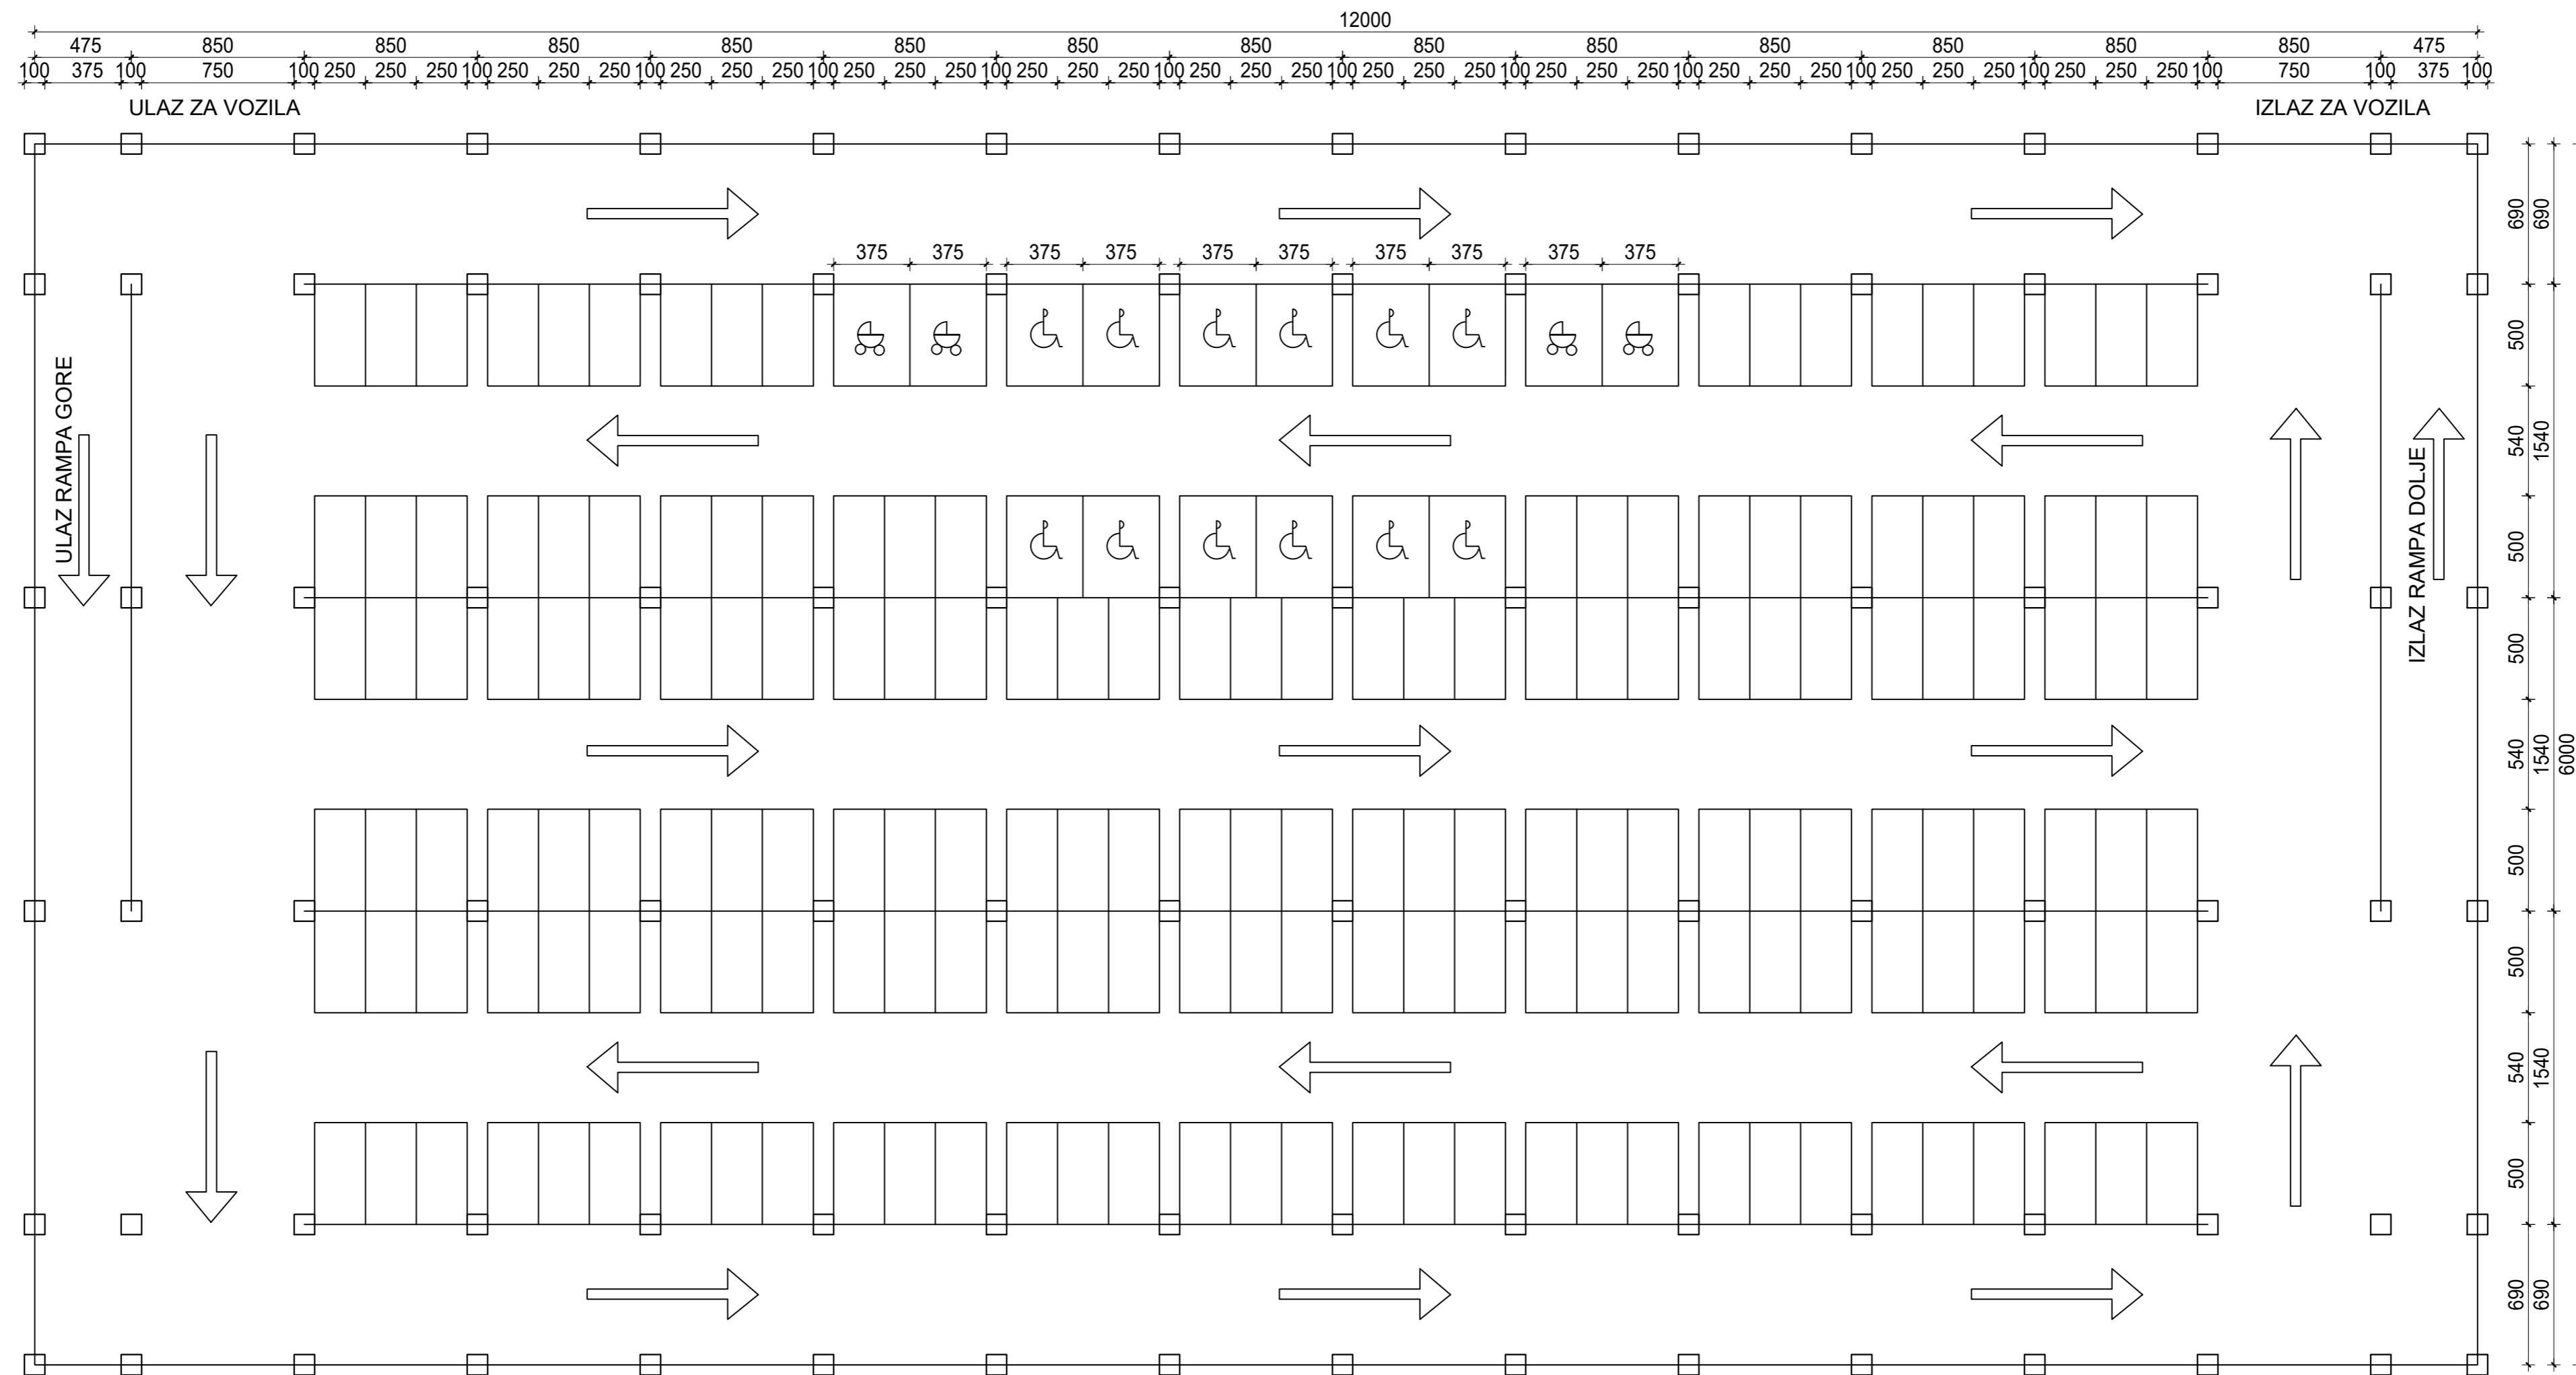 12000
475 850 850 850 850 850 850 850 850 850 850 850 850 850 475
100 375 100 750 100 250 250 250 100 250 250 250 100 250 250 250 100 250 250 250 100 250 250 250 100 250 250 250 100 250 250 250 100 250 250 250 100 250 250 250 100 250 250 250 100 250 250 250 100 750 100 375 100
ULAZ ZA VOZILA
IZLAZ ZA VOZILA
375 375 375 375 375 375 375 375 375 375
ULAZ RAMPA GORE
IZLAZ RAMPA DOLJE
690 500 540 500 500 540 500 500 540 500 690
690 1540 1540 1540 690
6000